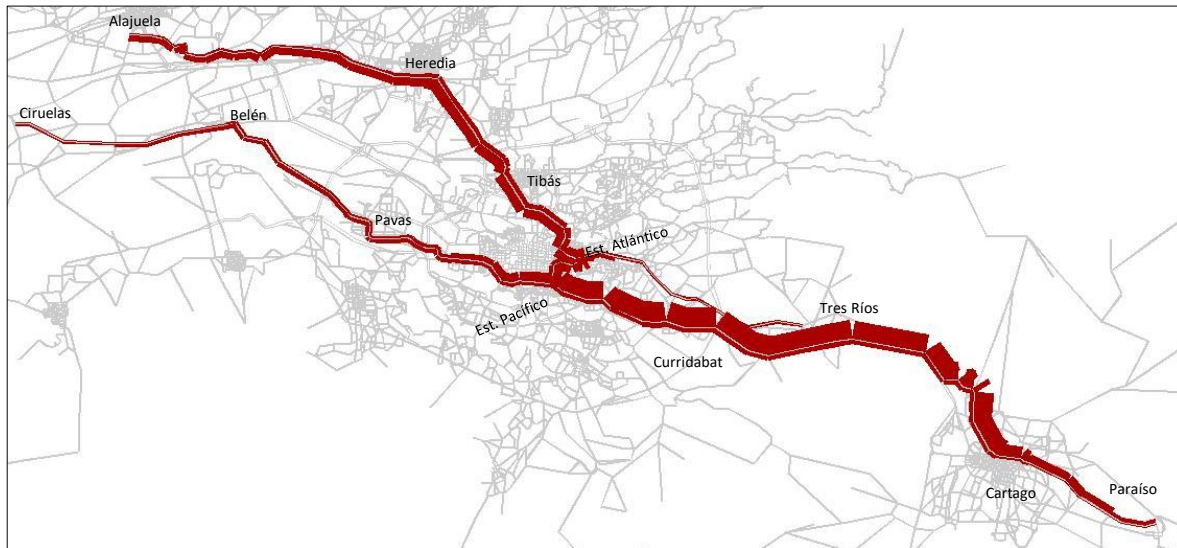 Alajuela
Heredia
Ciruelas
Belén
Tibás
Pavas
Est. Atlántico
Est. Pacífico
Tres Ríos
Curridabat
Cartago
Paraíso